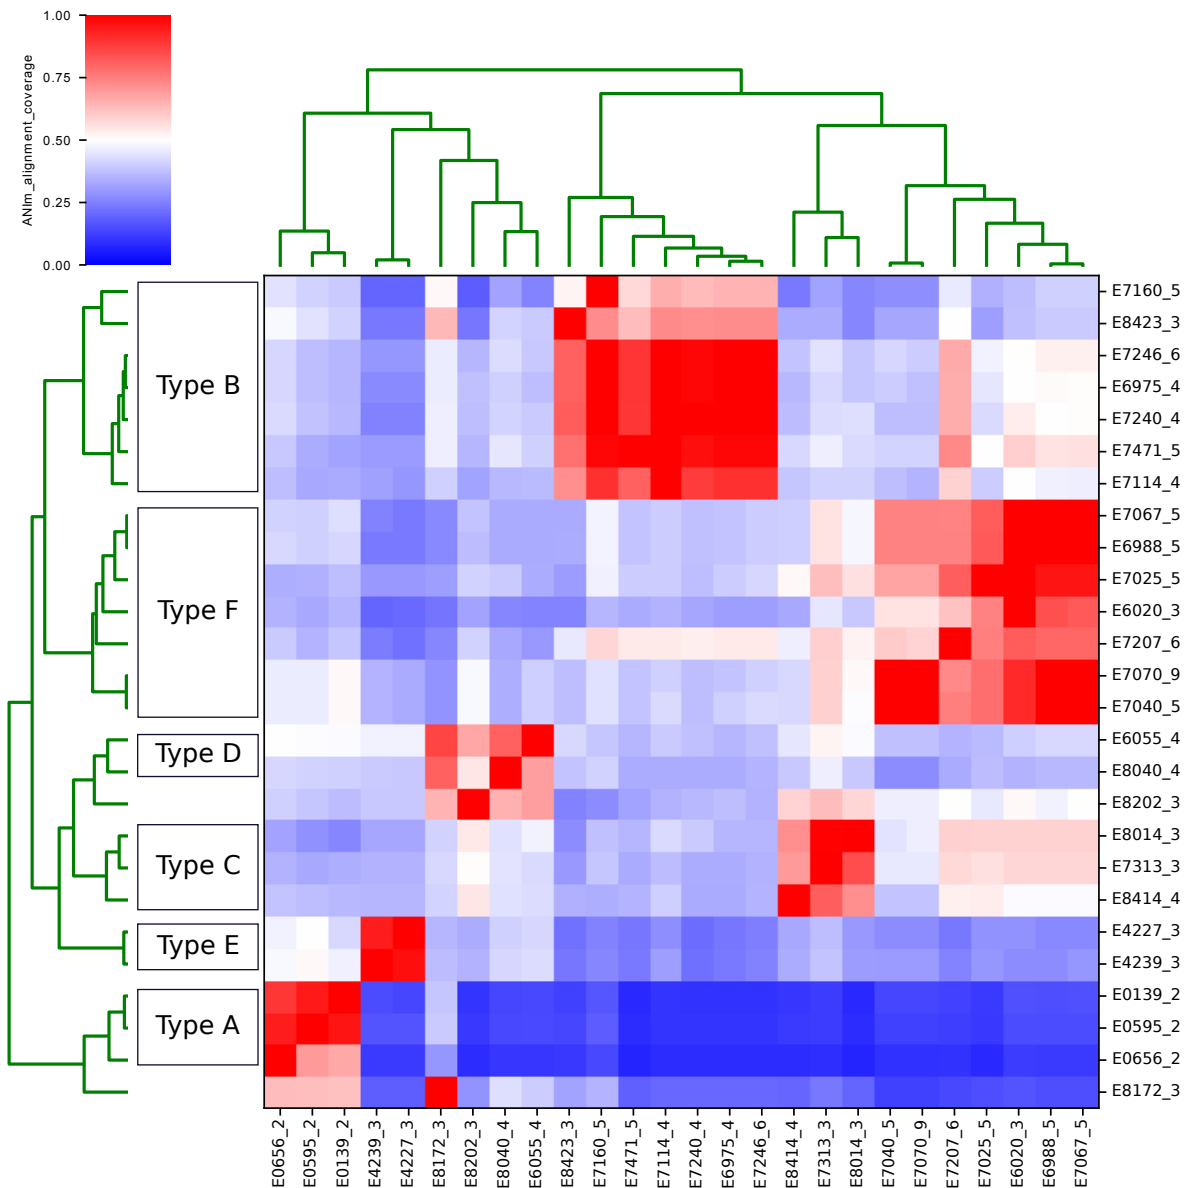 1.00
0.75
0.50
0.25
0.00
ANIm_alignment_coverage
Type B
Type F
Type D
Type C
Type E
Type A
E7160_5
E8423_3
E7246_6
E6975_4
E7240_4
E7471_5
E7114_4
E7067_5
E6988_5
E7025_5
E6020_3
E7207_6
E7070_9
E7040_5
E6055_4
E8040_4
E8202_3
E8014_3
E7313_3
E8414_4
E4227_3
E4239_3
E0139_2
E0595_2
E0656_2
E8172_3
E0656_2
E0595_2
E0139_2
E4239_3
E4227_3
E8172_3
E8202_3
E8040_4
E6055_4
E8423_3
E7160_5
E7471_5
E7114_4
E7240_4
E6975_4
E7246_6
E8414_4
E7313_3
E8014_3
E7040_5
E7070_9
E7207_6
E7025_5
E6020_3
E6988_5
E7067_5